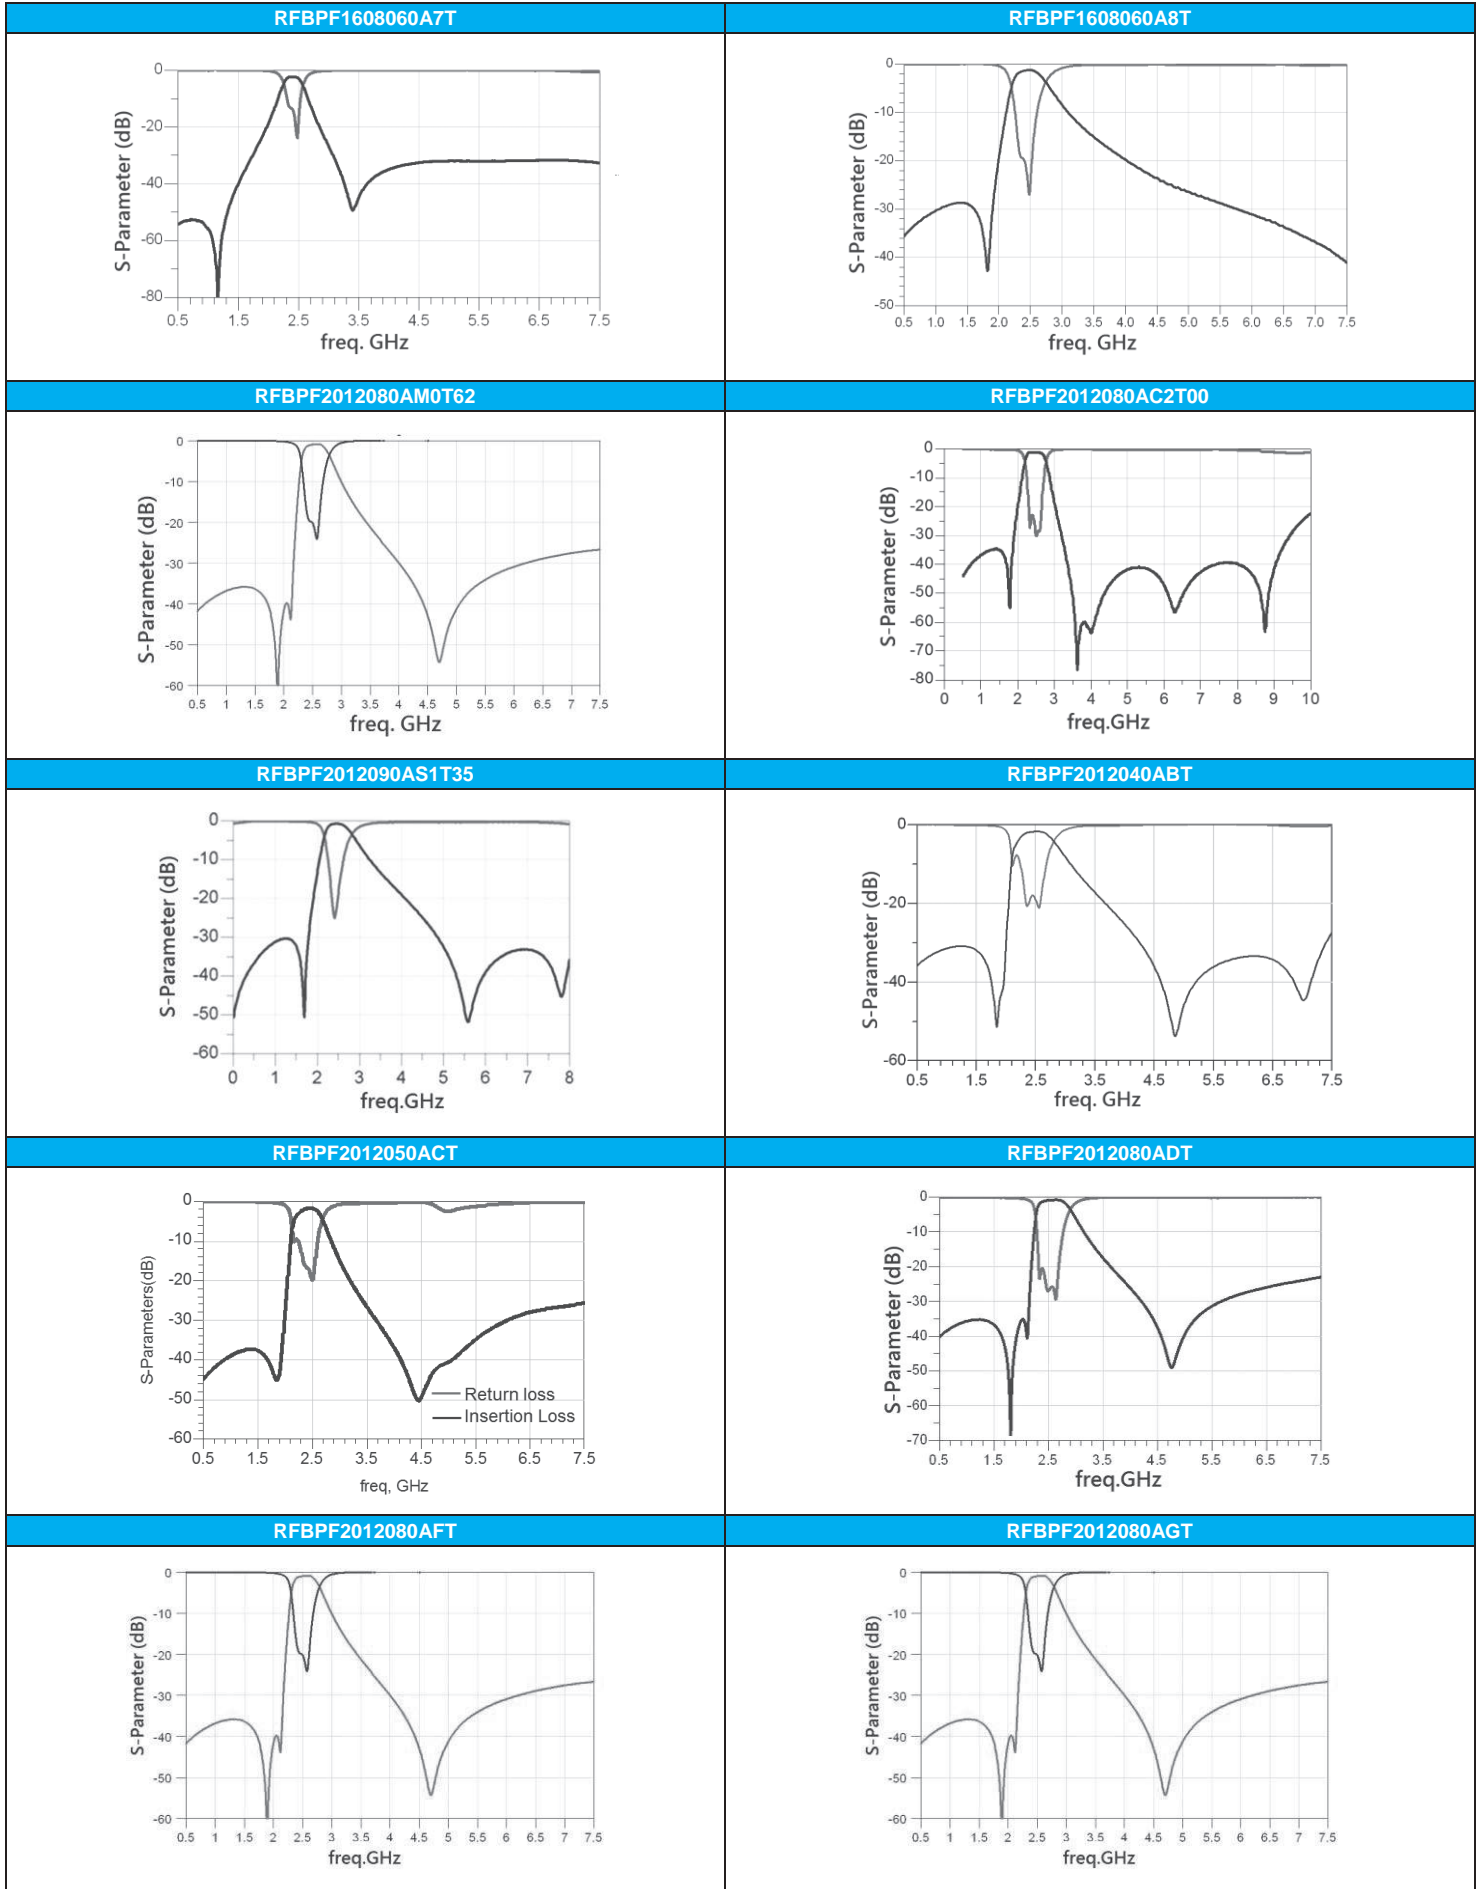 RFBPF1608060A7T
RFBPF1608060A8T
0
-20
-40
-60
-80
S-Parameter (dB)
0.5 1.5 2.5 3.5 4.5 5.5 6.5 7.5
freq. GHz
0
-10
-20
-30
-40
-50
S-Parameter (dB)
0.5 1.0 1.5 2.0 2.5 3.0 3.5 4.0 4.5 5.0 5.5 6.0 6.5 7.0 7.5
freq. GHz
RFBPF2012080AM0T62
RFBPF2012080AC2T00
0
-10
-20
-30
-40
-50
-60
S-Parameter (dB)
0.5 1 1.5 2 2.5 3 3.5 4 4.5 5 5.5 6 6.5 7 7.5
freq. GHz
0
-10
-20
-30
-40
-50
-60
-70
-80
S-Parameter (dB)
0 1 2 3 4 5 6 7 8 9 10
freq.GHz
RFBPF2012090AS1T35
RFBPF2012040ABT
0
-10
-20
-30
-40
-50
-60
S-Parameter (dB)
0 1 2 3 4 5 6 7 8
freq.GHz
0
-20
-40
-60
S-Parameter (dB)
0.5 1.5 2.5 3.5 4.5 5.5 6.5 7.5
freq. GHz
RFBPF2012050ACT
RFBPF2012080ADT
0
-10
-20
-30
-40
-50
-60
S-Parameters(dB)
Return loss
Insertion Loss
0.5 1.5 2.5 3.5 4.5 5.5 6.5 7.5
freq, GHz
0
-10
-20
-30
-40
-50
-60
-70
S-Parameter (dB)
0.5 1.5 2.5 3.5 4.5 5.5 6.5 7.5
freq.GHz
RFBPF2012080AFT
RFBPF2012080AGT
0
-10
-20
-30
-40
-50
-60
S-Parameter (dB)
0.5 1 1.5 2 2.5 3 3.5 4 4.5 5 5.5 6 6.5 7 7.5
freq.GHz
0
-10
-20
-30
-40
-50
-60
S-Parameter (dB)
0.5 1 1.5 2 2.5 3 3.5 4 4.5 5 5.5 6 6.5 7 7.5
freq.GHz